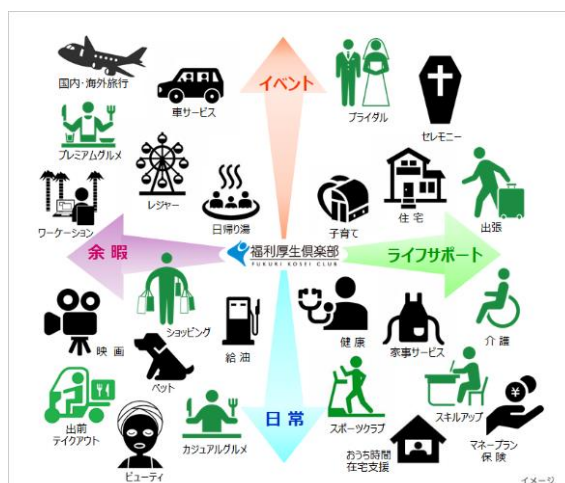 国内・海外旅行
車サービス
イベント
ブライダル
セレモニー
プレミアムグルメ
レジャー
日帰り湯
子育て
住宅
出張
ワーケーション
余暇
福利厚生倶楽部
FUKURI KOSEI CLUB
ライフサポート
映画
ショッピング
給油
健康
家事サービス
介護
ペット
出前
テイクアウト
ビューティ
カジュアルグルメ
日常
スポーツクラブ
おうち時間
在宅支援
スキルアップ
¥
マネープラン
保険
イメージ